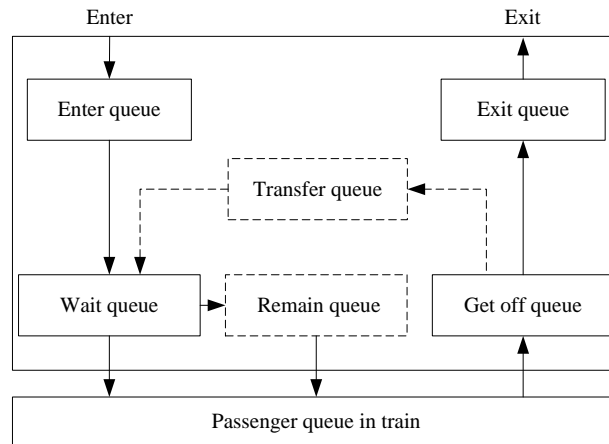 Enter
Exit
Enter queue
Exit queue
Transfer queue
Wait queue
Remain queue
Get off queue
Passenger queue in train